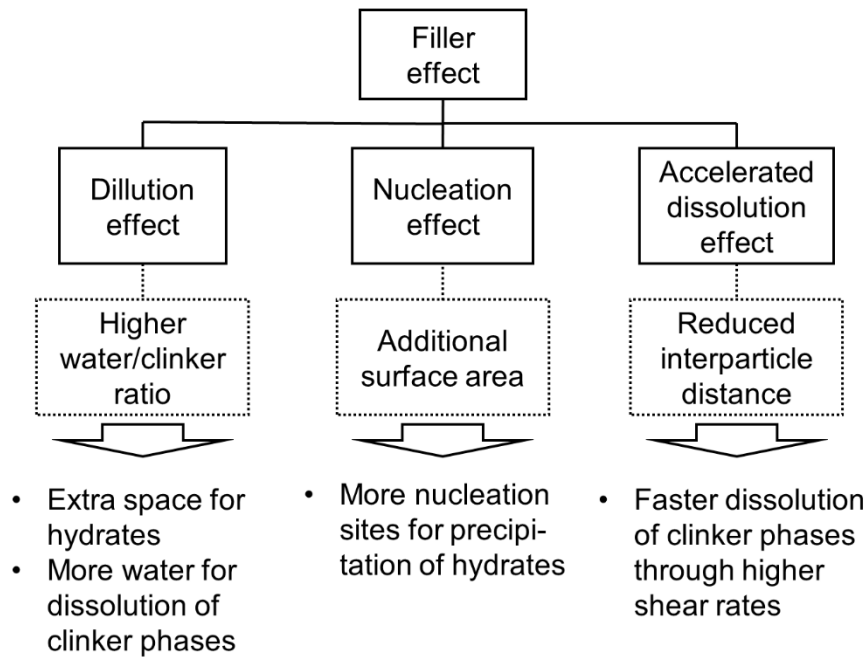 Filler
effect
Dillution
effect
Nucleation
effect
Accelerated
dissolution
effect
Higher
water/clinker
ratio
Additional
surface area
Reduced
interparticle
distance
• Extra space for
hydrates
• More water for
dissolution of
clinker phases
• More nucleation
sites for precipi-
tation of hydrates
• Faster dissolution
of clinker phases
through higher
shear rates